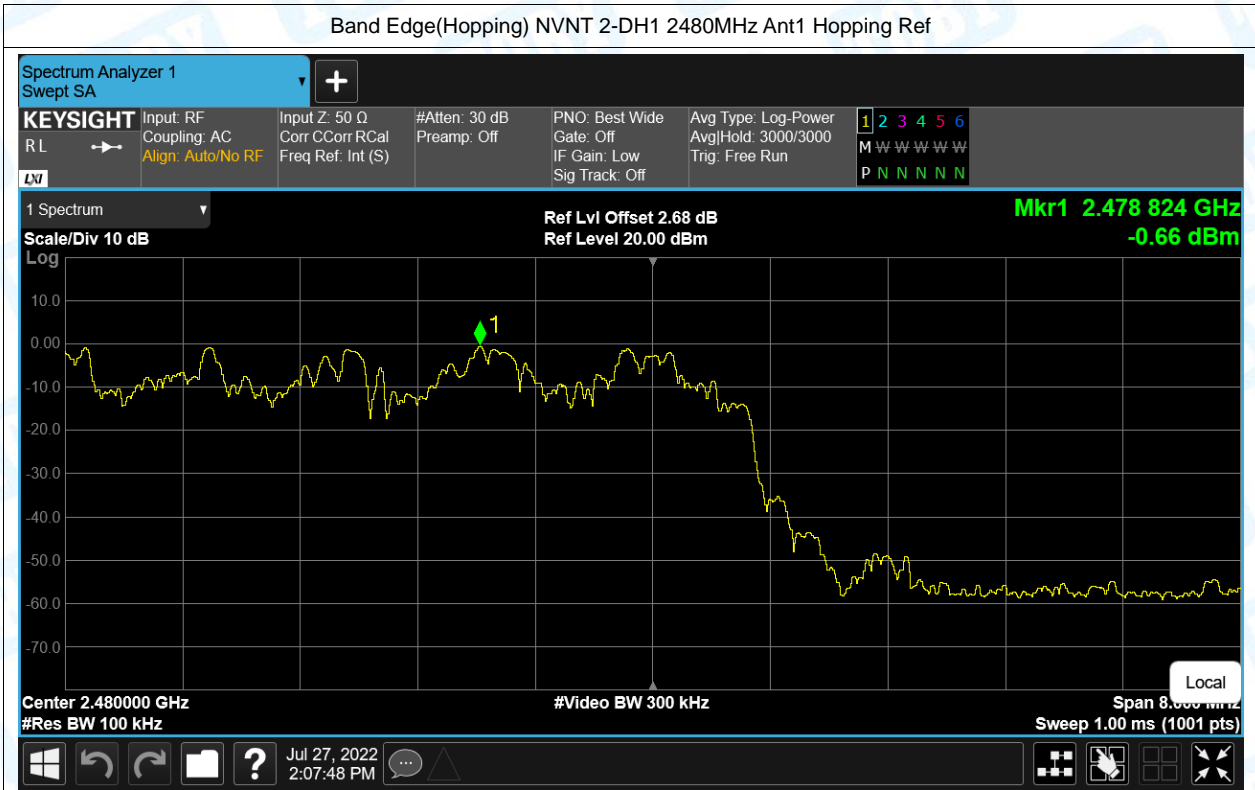 Band Edge(Hopping) NVNT 2-DH1 2480MHz Ant1 Hopping Ref
Spectrum Analyzer 1
Swept SA
KEYSIGHT
RL
LXI
Input: RF
Coupling: AC
Align: Auto/No RF
Input Z: 50 Ω
Corr CCorr RCal
Freq Ref: Int (S)
#Atten: 30 dB
Preamp: Off
PNO: Best Wide
Gate: Off
IF Gain: Low
Sig Track: Off
Avg Type: Log-Power
Avg|Hold: 3000/3000
Trig: Free Run
1 2 3 4 5 6
M W W W W W
P N N N N N
1 Spectrum
Scale/Div 10 dB
Ref Lvl Offset 2.68 dB
Ref Level 20.00 dBm
Mkr1 2.478 824 GHz
-0.66 dBm
Log
10.0
0.00
-10.0
-20.0
-30.0
-40.0
-50.0
-60.0
-70.0
1
Local
Center 2.480000 GHz
#Res BW 100 kHz
#Video BW 300 kHz
Span 8.000 MHz
Sweep 1.00 ms (1001 pts)
?
Jul 27, 2022
2:07:48 PM